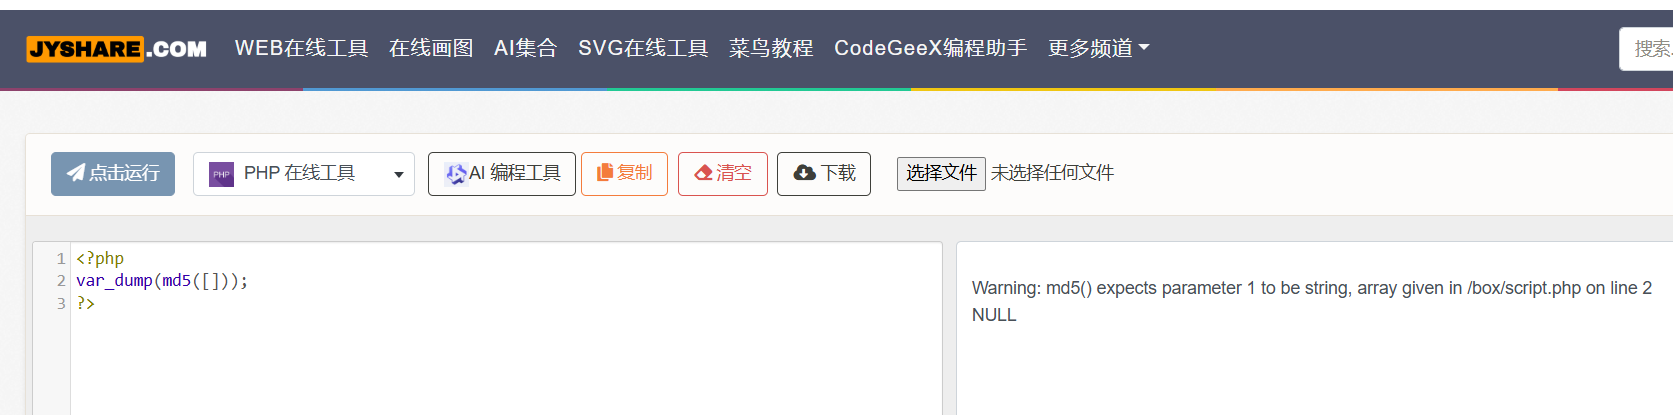 JYSHARE.COM WEB在线工具 在线画图 AI集合 SVG在线工具 菜鸟教程 CodeGeeX编程助手 更多频道 搜索
点击运行 PHP PHP 在线工具 AI 编程工具 复制 清空 下载 选择文件 未选择任何文件
1 <?php
2 var_dump(md5([]));
3 ?>
Warning: md5() expects parameter 1 to be string, array given in /box/script.php on line 2
NULL